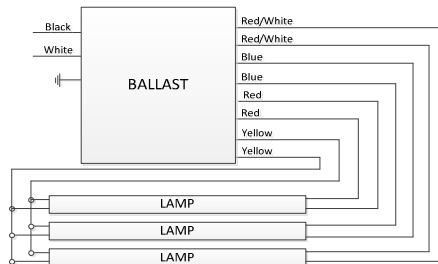 Black
White
BALLAST
Red/White
Red/White
Blue
Blue
Red
Red
Yellow
Yellow
LAMP
LAMP
LAMP